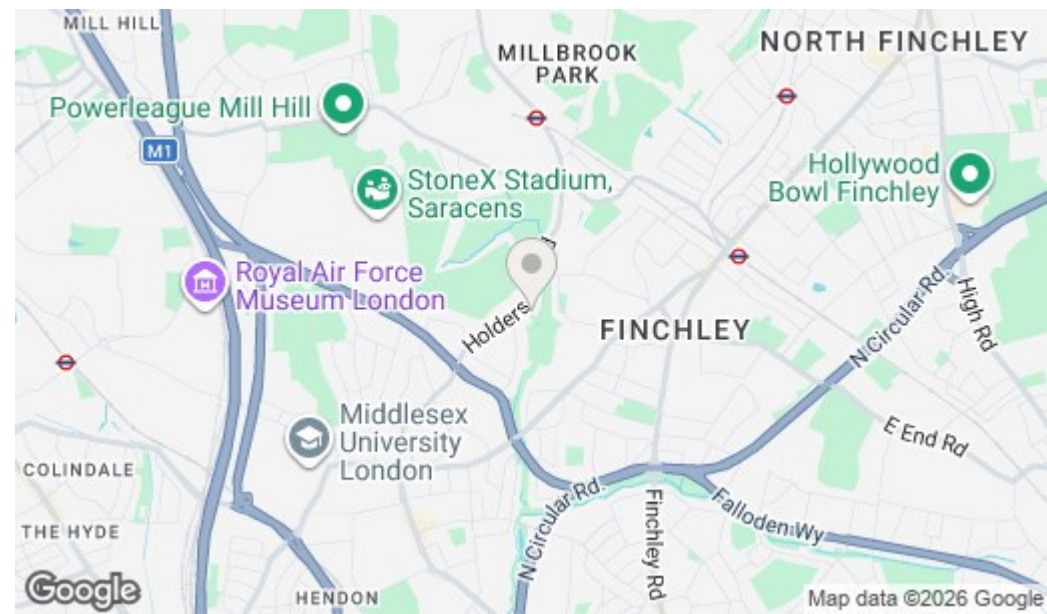 MILL HILL
MILLBROOK
PARK
NORTH FINCHLEY
Powerleague Mill Hill
M1
StoneX Stadium,
Saracens
Hollywood
Bowl Finchley
Royal Air Force
Museum London
Holders
FINCHLEY
N Circular Rd.
High Rd
Middlesex
University
London
E End Rd
COLINDALE
N Circular Rd.
Finchley Rd
Falloden Wy
THE HYDE
Google
HENDON
Map data ©2026 Google